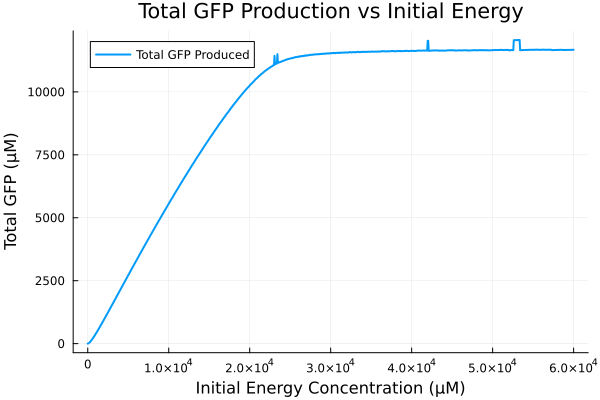 Total GFP Production vs Initial Energy
Total GFP Produced
Total GFP (μM)
10000
7500
5000
2500
0
0 1.0×10⁴ 2.0×10⁴ 3.0×10⁴ 4.0×10⁴ 5.0×10⁴ 6.0×10⁴
Initial Energy Concentration (μM)